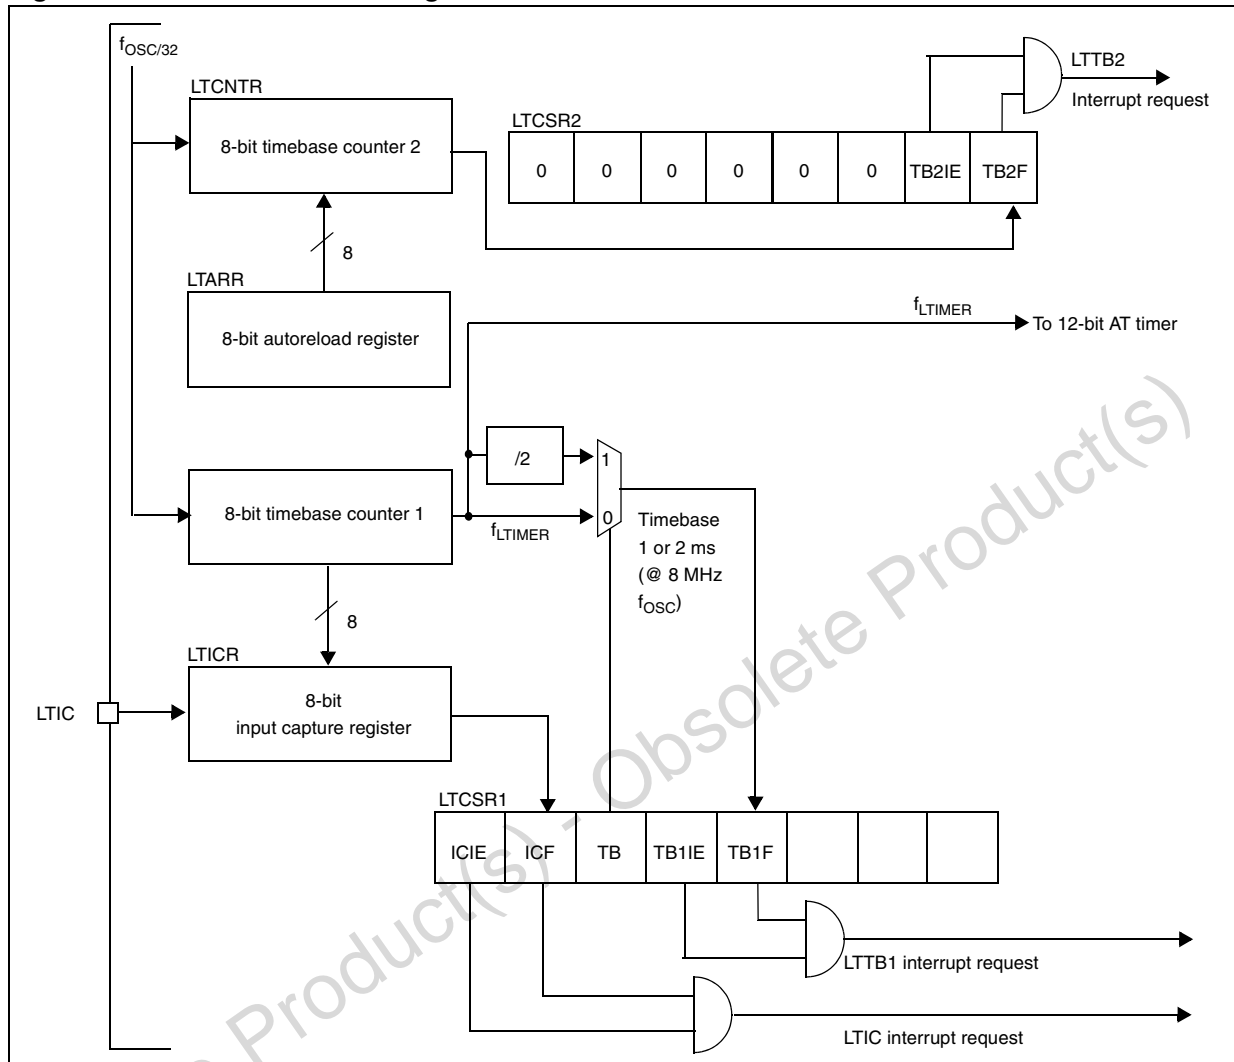 fOSC/32
LTCNTR
8-bit timebase counter 2
LTTB2
Interrupt request
LTCSR2
0 0 0 0 0 0 TB2IE TB2F
8
LTARR
8-bit autoreload register
fLTIMER
To 12-bit AT timer
/2
1
8-bit timebase counter 1
fLTIMER
0
Timebase
1 or 2 ms
(@ 8 MHz
fOSC)
8
LTICR
8-bit
input capture register
LTIC
LTCSR1
ICIE ICF TB TB1IE TB1F
LTTB1 interrupt request
LTIC interrupt request
Product(s) - Obsolete Product(s)